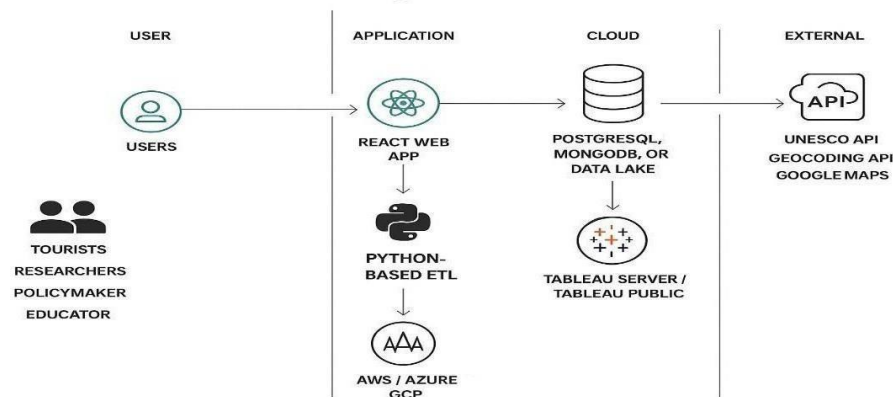 USER
APPLICATION
CLOUD
EXTERNAL
USERS
REACT WEB
APP
POSTGRESQL,
MONGODB, OR
DATA LAKE
API
UNESCO API
GEOCODING API
GOOGLE MAPS
TOURISTS
RESEARCHERS
POLICYMAKER
EDUCATOR
PYTHON-
BASED ETL
TABLEAU SERVER /
TABLEAU PUBLIC
AWS / AZURE
GCP